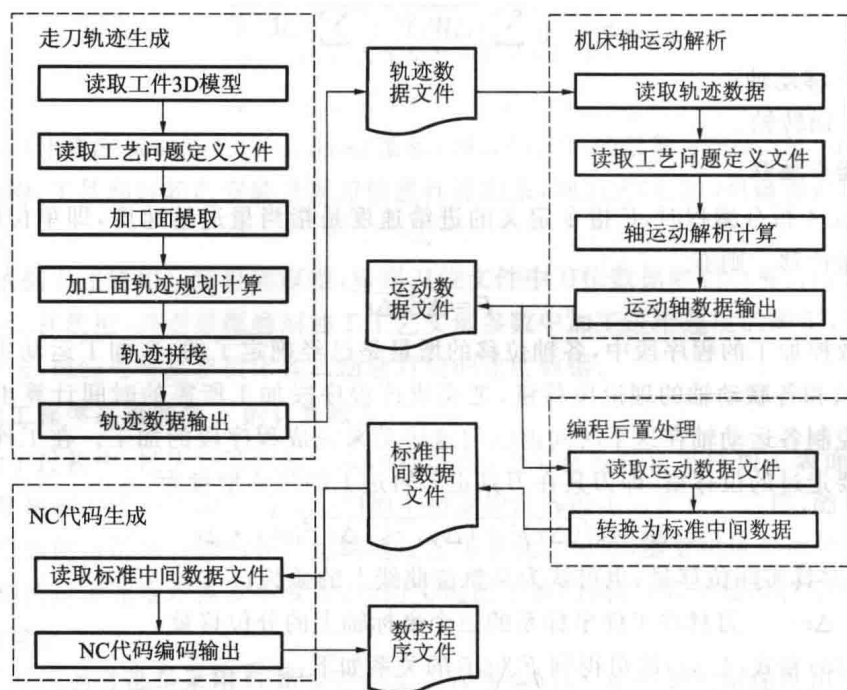 走刀轨迹生成
读取工件3D模型
读取工艺问题定义文件
加工面提取
加工面轨迹规划计算
轨迹拼接
轨迹数据输出
轨迹数
据文件
机床轴运动解析
读取轨迹数据
读取工艺问题定义文件
轴运动解析计算
运动轴数据输出
运动数
据文件
编程后置处理
读取运动数据文件
转换为标准中间数据
标准中
间数据
文件
NC代码生成
读取标准中间数据文件
NC代码编码输出
数控程
序文件